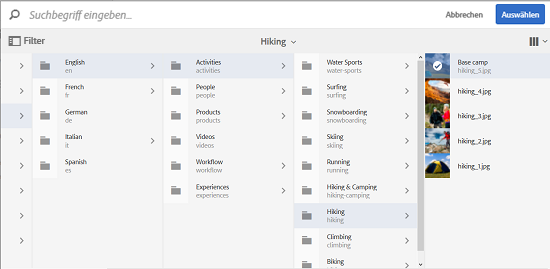 Suchbegriff eingeben...
Abbrechen
Auswählen
Filter
Hiking
English
en
French
fr
German
de
Italian
it
Spanish
es
Activities
activities
People
people
Products
products
Videos
videos
Workflow
workflow
Experiences
experiences
Water Sports
water-sports
Surfing
surfing
Snowboarding
snowboarding
Skiing
skiing
Running
running
Hiking & Camping
hiking-camping
Hiking
hiking
Climbing
climbing
Biking
Base camp
hiking_5.jpg
hiking_4.jpg
hiking_3.jpg
hiking_2.jpg
hiking_1.jpg